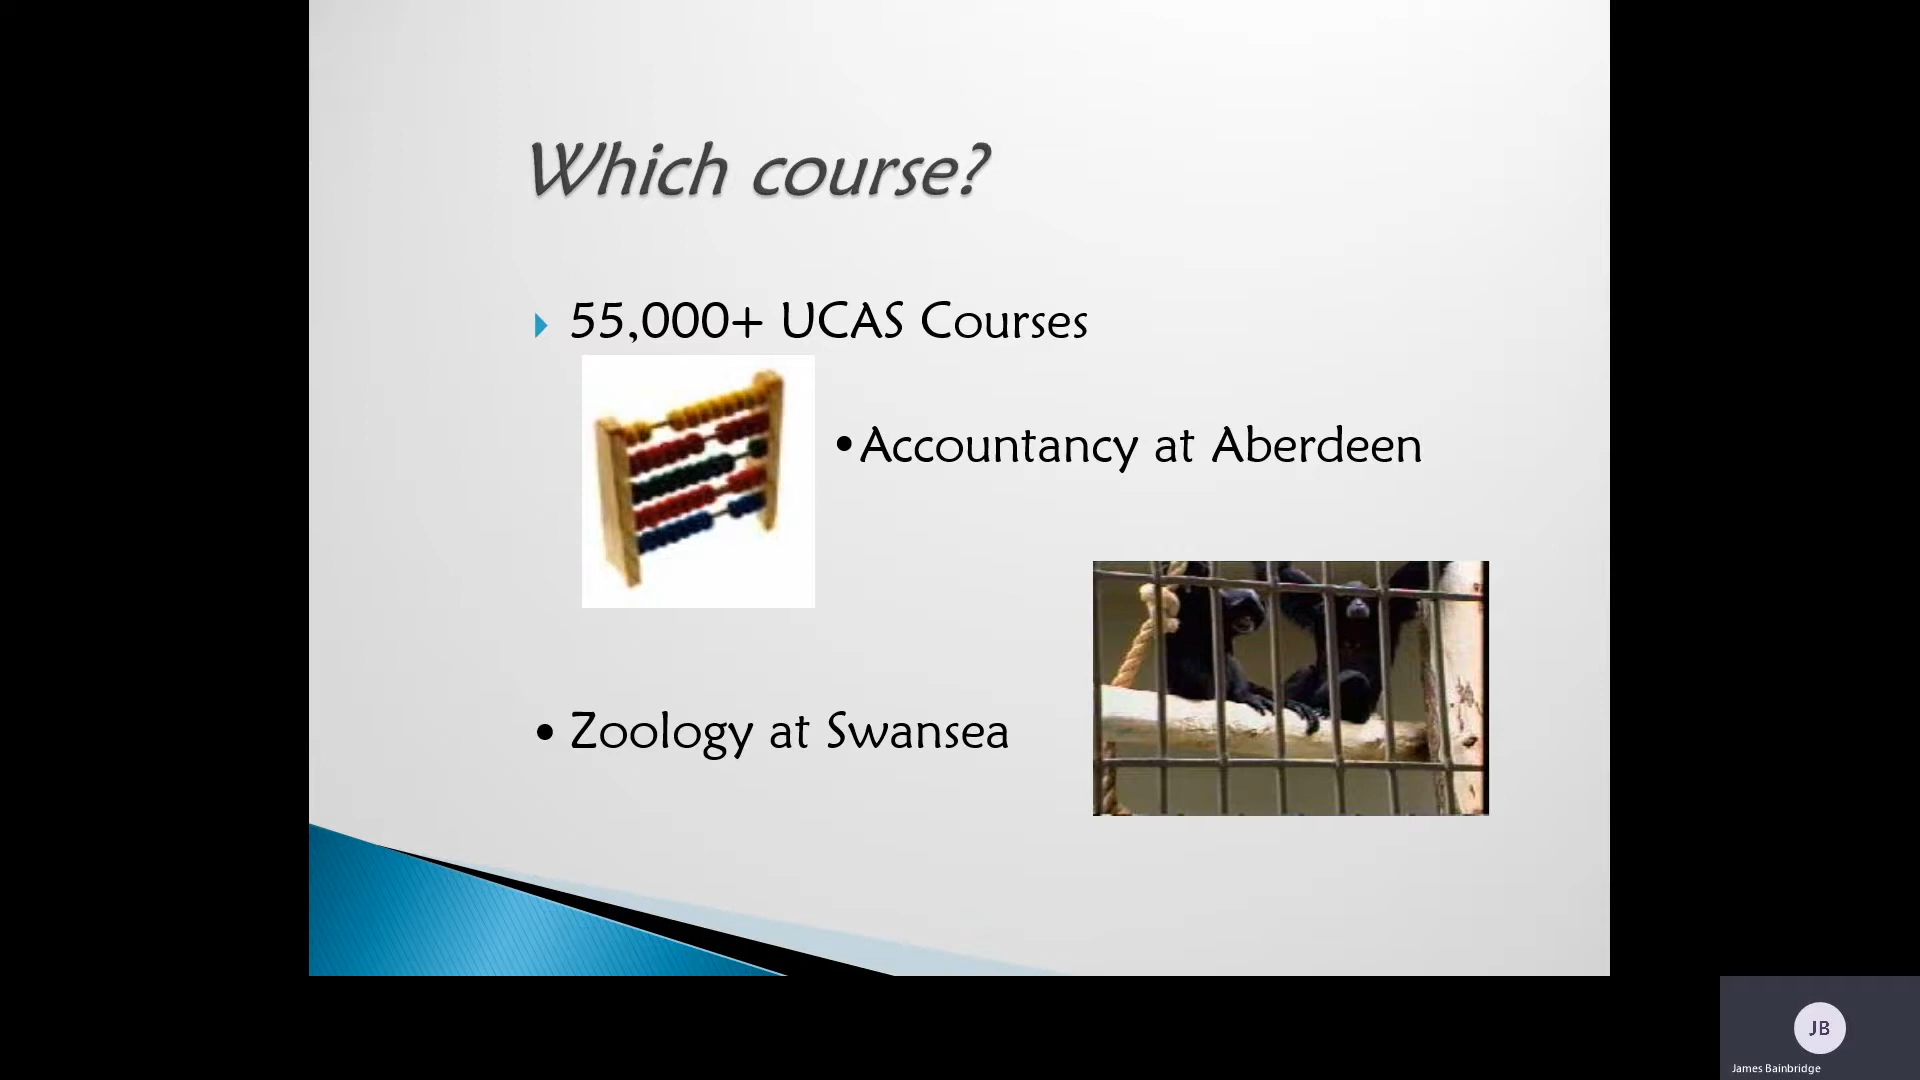 Which course?
55,000+ UCAS Courses
•Accountancy at Aberdeen
• Zoology at Swansea
JB
James Bainbridge